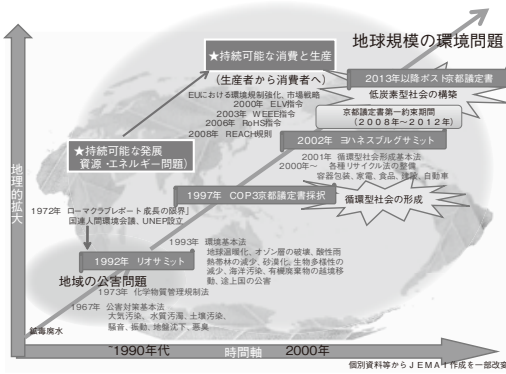 地球規模の環境問題
★持続可能な消費と生産
(生産者から消費者へ)
2013年以降ポスト京都議定書
低炭素型社会の構築
EUにおける環境規制強化、市場戦略
2000年 ELV指令
2003年 WEEE指令
2006年 RoHS指令
2008年 REACH規則
京都議定書第一約束期間
(2008年~2012年)
2002年 ヨハネスブルグサミット
★持続可能な発展
資源・エネルギー問題)
2001年 循環型社会形成基本法
2000年~ 各種リサイクル法の整備
容器包装、家電、食品、建設、自動車
1997年 COP3京都議定書採択
循環型社会の形成
地理的拡大
1972年 ローマクラブレポート「成長の限界」
国連人間環境会議、UNEP設立
1993年 環境基本法
地球温暖化、オゾン層の破壊、酸性雨
熱帯林の減少、砂漠化、生物多様性の
減少、海洋汚染、有機廃棄物の越境移
動、途上国の公害
1992年 リオサミット
地域の公害問題
1973年 化学物質管理規制法
1967年 公害対策基本法
大気汚染、水質汚濁、土壌汚染、
騒音、振動、地盤沈下、悪臭
鉱毒廃水
~1990年代
時間軸
2000年~
個別資料等からJEMAI作成を一部改変